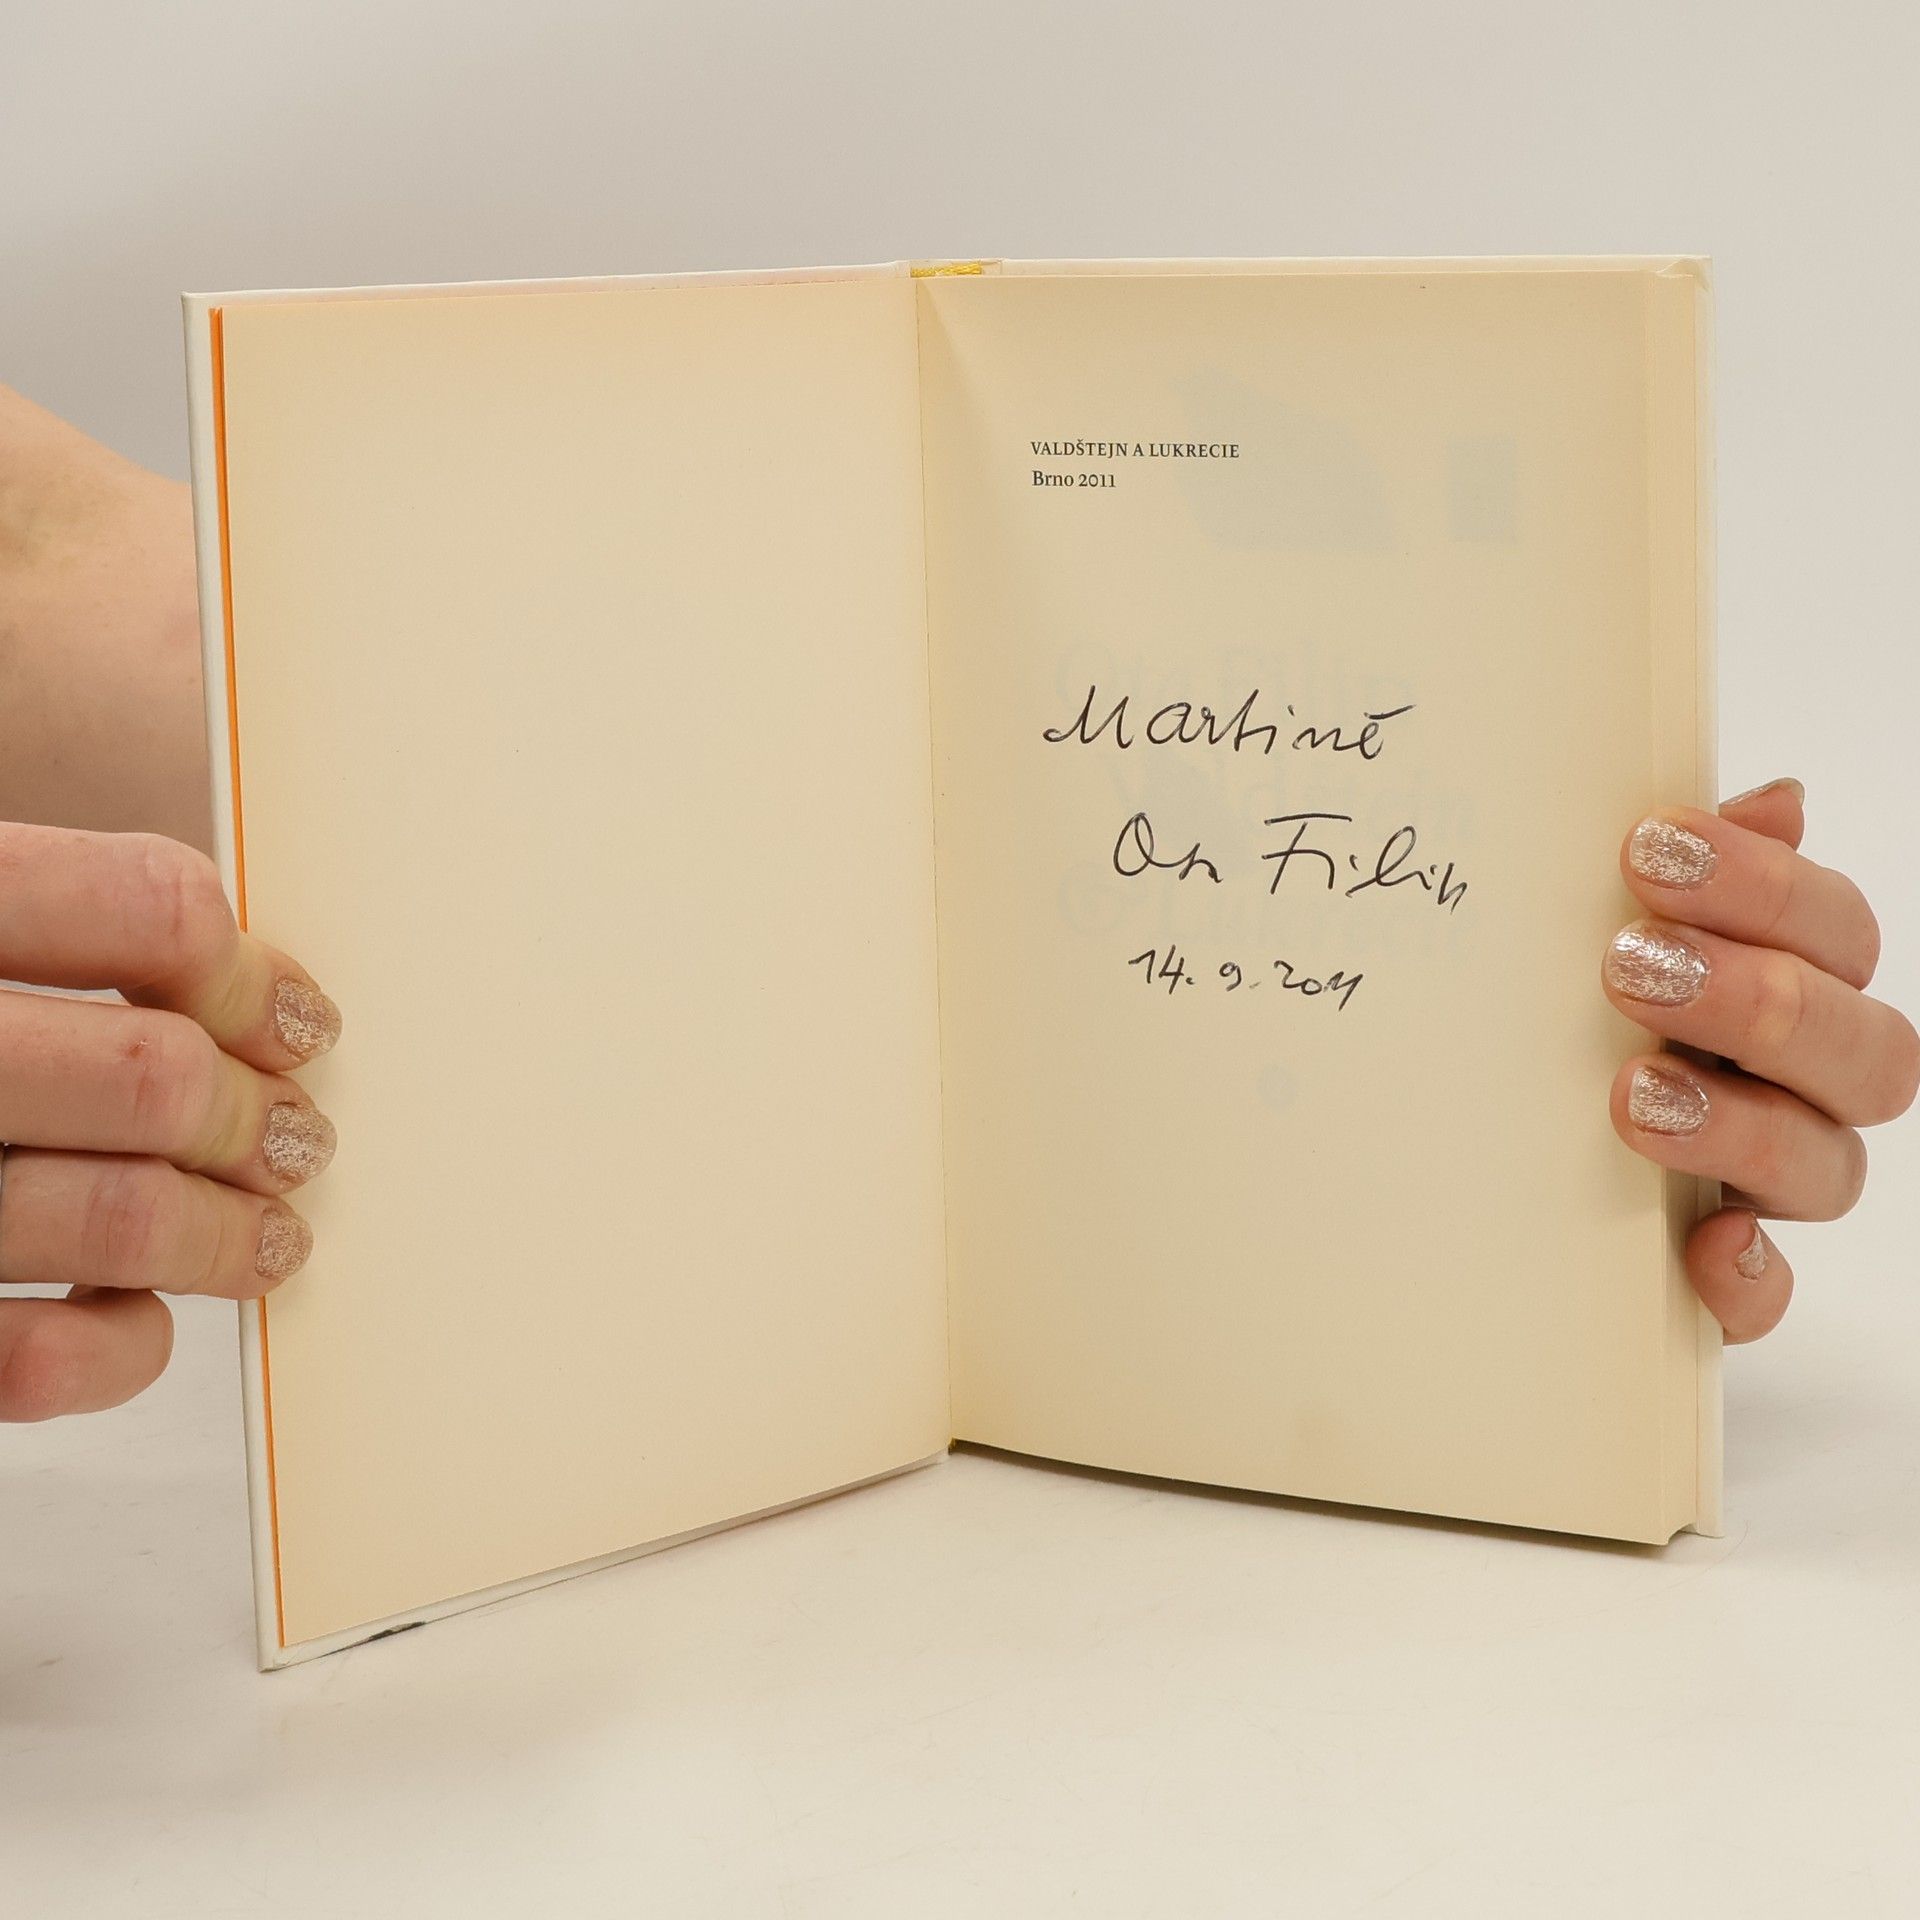 VALDŠTEJN A LUKRECIE
Brno 2011
Martině
Ota Filip
14. 9. 2011